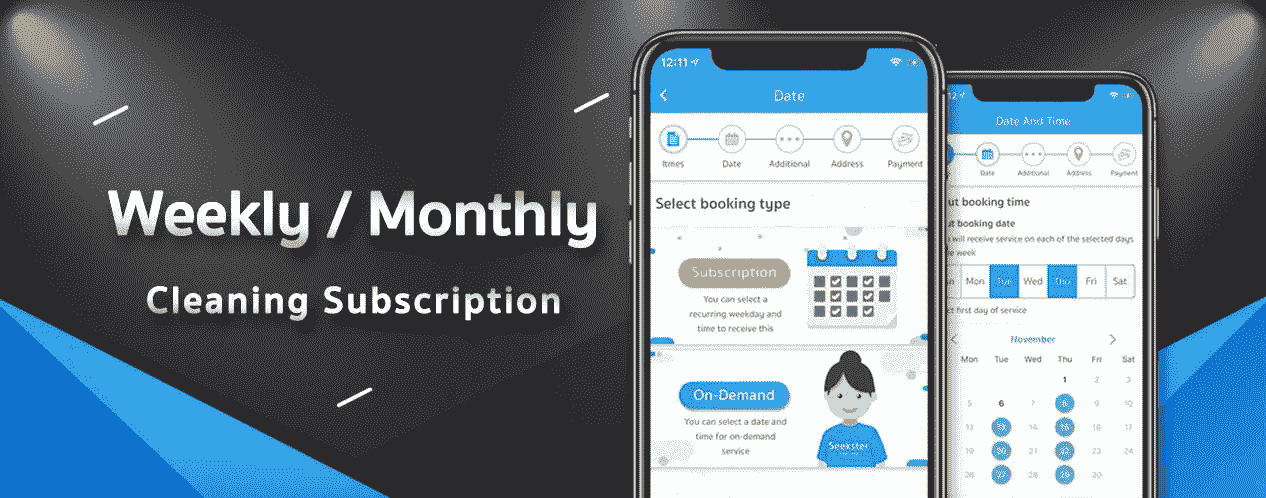 Weekly / Monthly
Cleaning Subscription
12:11
Date
Itmes
Date
Additional
Address
Payment
Select booking type
Subscription
You can select a
recurring weekday and
time to receive this
On-Demand
You can select a date and
time for on-demand
service
Seekster
Date And Time
Date
Additional
Address
Payment
booking time
booking date
will receive service on each of the selected days
week
Mon Tue Wed Thu Fri Sat
first day of service
November
Mon Tue Wed Thu Fri Sat
1 2 3
5 6 7 8 9 10
12 13 14 15 16 17
19 20 21 22 23 24
26 27 28 29 30